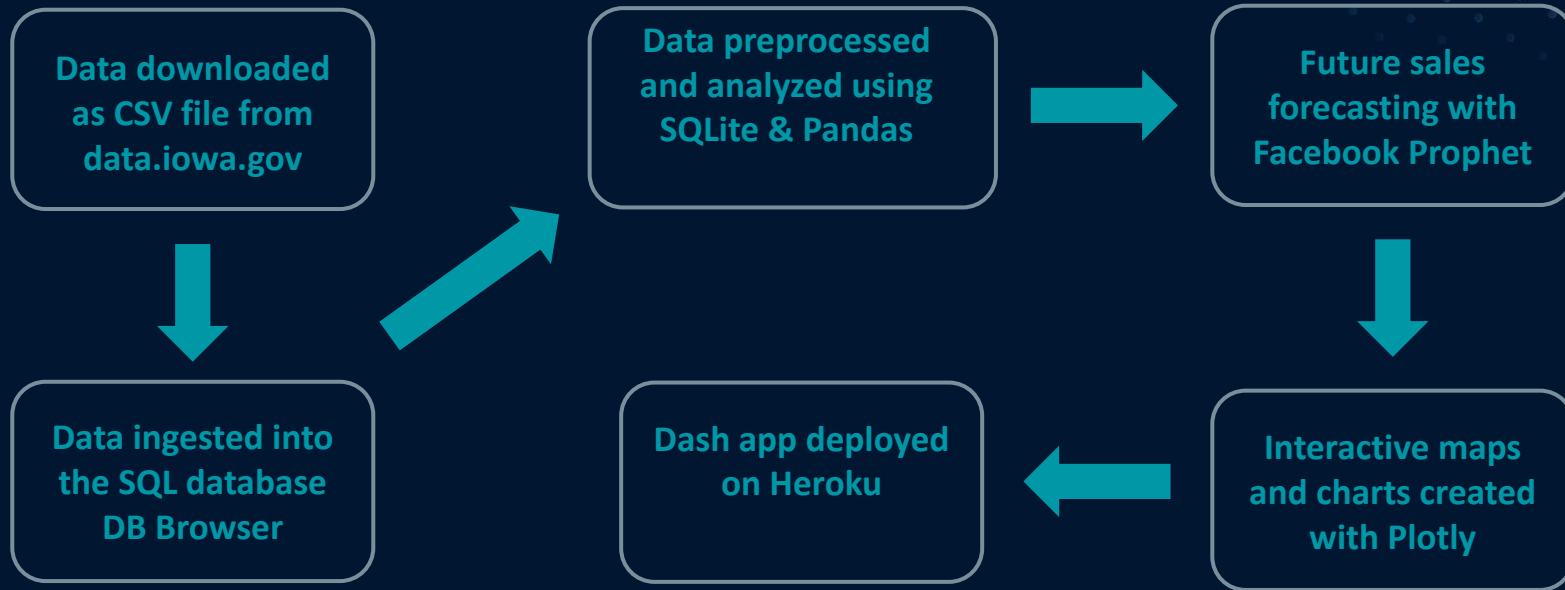 Data downloaded
as CSV file from
data.iowa.gov
Data ingested into
the SQL database
DB Browser
Data preprocessed
and analyzed using
SQLite & Pandas
Future sales
forecasting with
Facebook Prophet
Interactive maps
and charts created
with Plotly
Dash app deployed
on Heroku